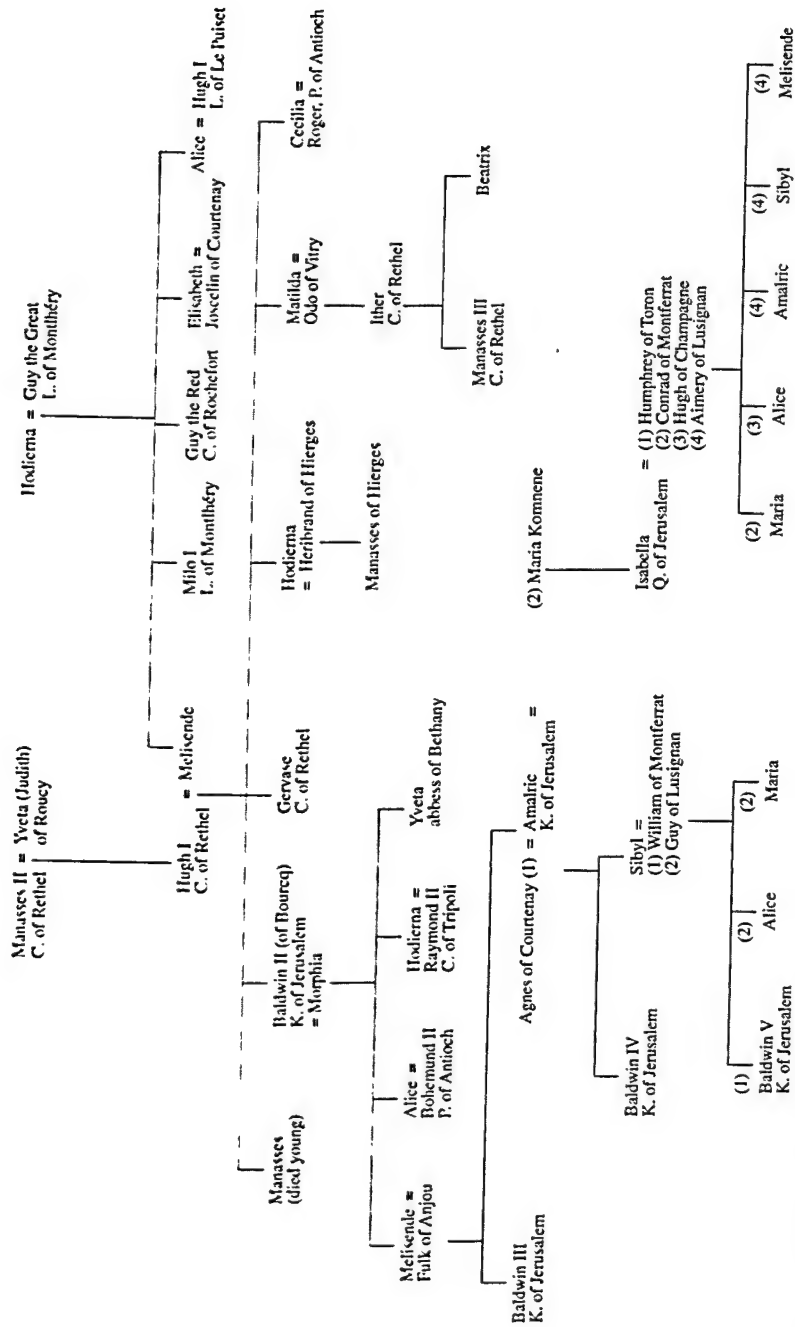 Manasses II = Yveta (Judith)
C. of Rethel of Roucy
Hodierna = Guy the Great
L. of Montlhéry
Hugh I
C. of Rethel
= Melisende
Milo I
L. of Montlhéry
Guy the Red
C. of Rochefort
Elisabeth =
Joscelin of Courtenay
Alice = Hugh I
L. of Le Puiset
Manasses
(died young)
Baldwin II (of Bourcq)
K. of Jerusalem
= Morphia
Gervase
C. of Rethel
Hodierna
= Heribrand of Hierges
Matilda =
Odo of Vitry
Cecilia =
Roger, P. of Antioch
Manasses of Hierges
Ither
C. of Rethel
Manasses III
C. of Rethel
Beatrix
Melisende =
Fulk of Anjou
Alice =
Bohemund II
P. of Antioch
Hodierna =
Raymond II
C. of Tripoli
Yveta
abbess of Bethany
Baldwin III
K. of Jerusalem
Agnes of Courtenay (1) = Amalric =
K. of Jerusalem
(2) Maria Komnene
Baldwin IV
K. of Jerusalem
Sibyl =
(1) William of Montferrat
(2) Guy of Lusignan
Isabella
Q. of Jerusalem
= (1) Humphrey of Toron
(2) Conrad of Montferrat
(3) Hugh of Champagne
(4) Aimery of Lusignan
(1)
Baldwin V
K. of Jerusalem
(2)
Alice
(2)
Maria
(2)
Maria
(3)
Alice
(4)
Amalric
(4)
Sibyl
(4)
Melisende